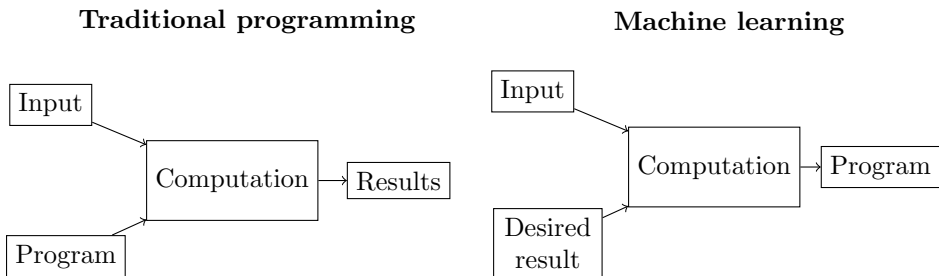 Traditional programming
Input
Computation
Results
Program
Machine learning
Input
Computation
Program
Desired
result